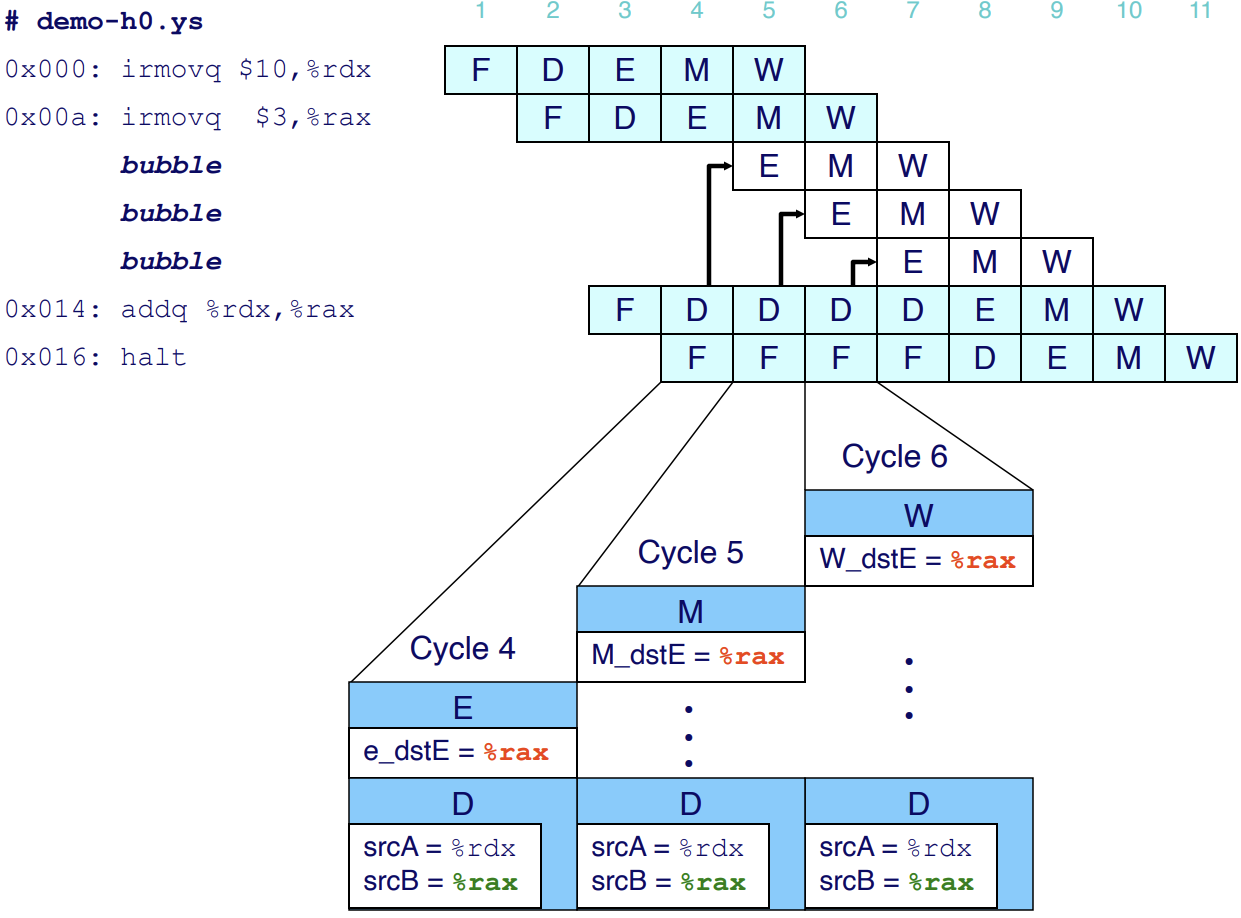 # demo-h0.ys
1 2 3 4 5 6 7 8 9 10 11
0x000: irmovq $10,%rdx F D E M W
0x00a: irmovq  $3,%rax F D E M W
bubble E M W
bubble E M W
bubble E M W
0x014: addq %rdx,%rax F D D D D E M W
0x016: halt F F F F D E M W
Cycle 6
W
W_dstE = %rax
Cycle 5
M
M_dstE = %rax
Cycle 4
E
e_dstE = %rax
D D D
srcA = %rdx srcA = %rdx srcA = %rdx
srcB = %rax srcB = %rax srcB = %rax